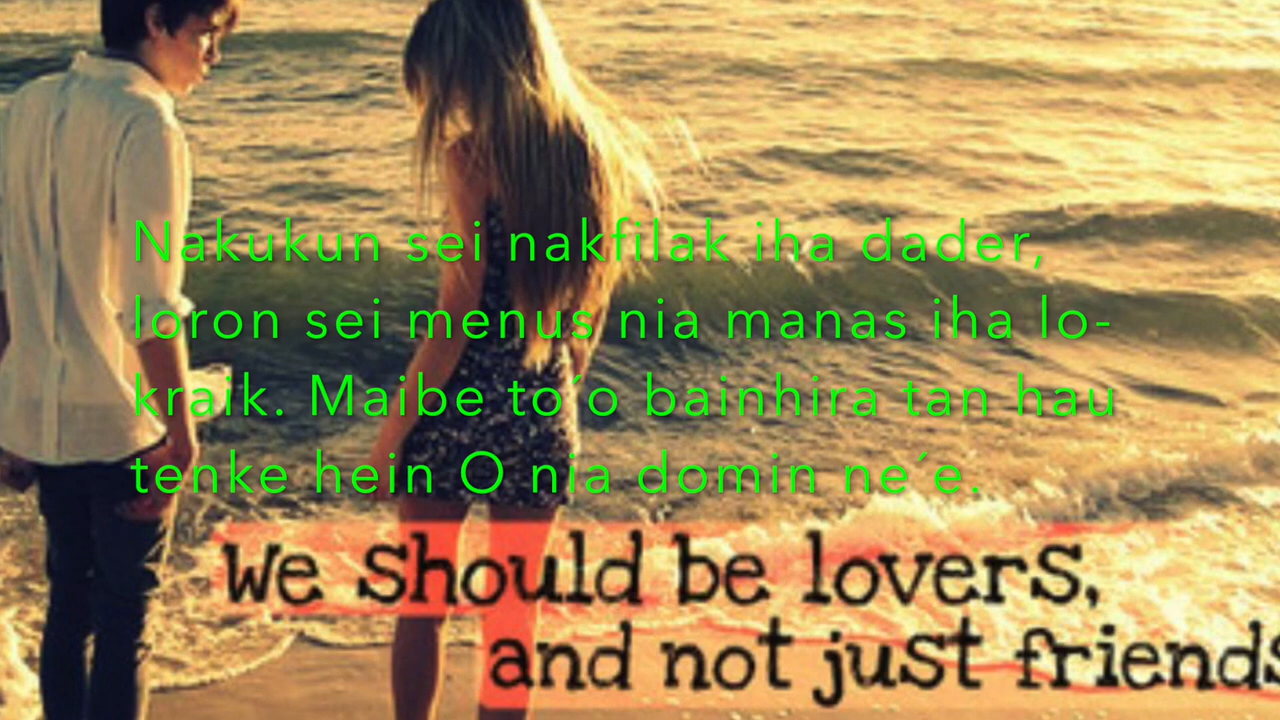 Nakukun sei nakfilak iha dader,
loron sei menus nia manas iha lo-
kraik. Maibe to´o bainhira tan hau
tenke hein O nia domin ne´e.
We should be lovers,
and not just friends